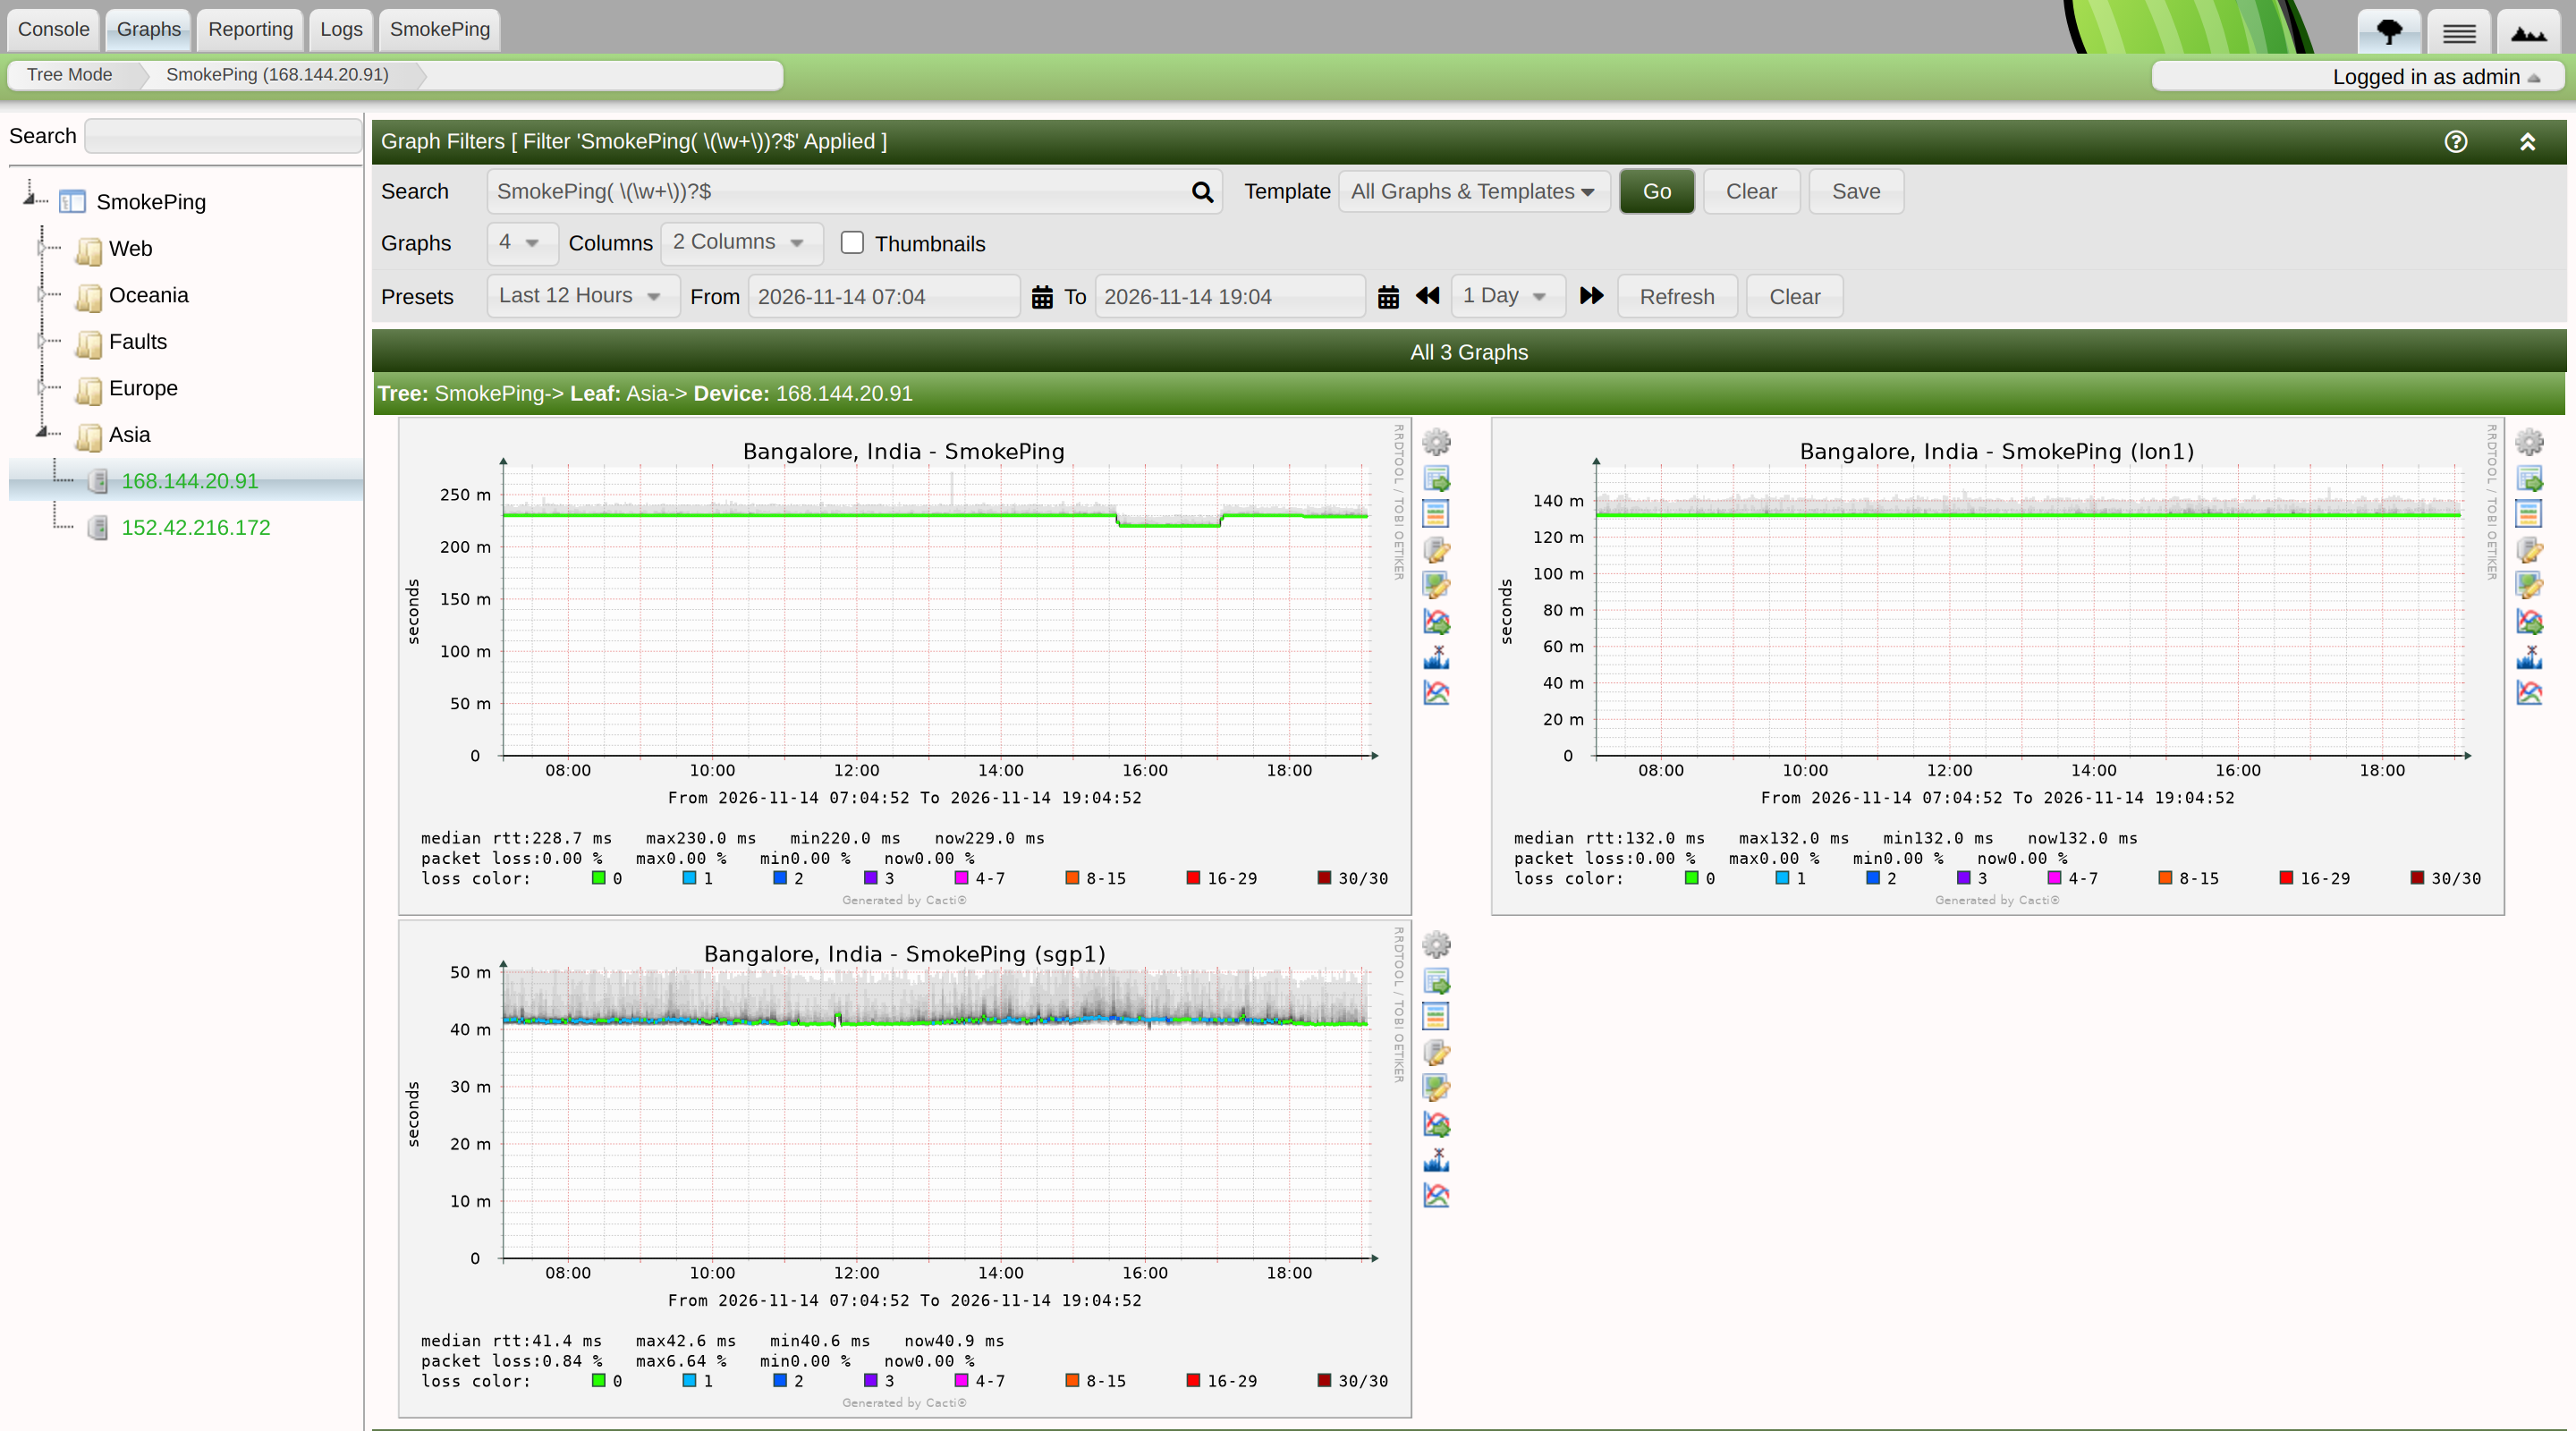 Console Graphs Reporting Logs SmokePing
Tree Mode SmokePing (168.144.20.91) Logged in as admin
Search
SmokePing
Web
Oceania
Faults
Europe
Asia
168.144.20.91
152.42.216.172
Graph Filters [ Filter 'SmokePing( \(\w+\))?$' Applied ]
Search SmokePing( \(\w+\))?$ Template All Graphs & Templates Go Clear Save
Graphs 4 Columns 2 Columns Thumbnails
Presets Last 12 Hours From 2026-11-14 07:04 To 2026-11-14 19:04 1 Day Refresh Clear
All 3 Graphs
Tree: SmokePing-> Leaf: Asia-> Device: 168.144.20.91
Bangalore, India - SmokePing
RRDTOOL / TOBI OETIKER
seconds
250 m
200 m
150 m
100 m
50 m
0
08:00 10:00 12:00 14:00 16:00 18:00
From 2026-11-14 07:04:52 To 2026-11-14 19:04:52
median rtt:228.7 ms max230.0 ms min220.0 ms now229.0 ms
packet loss:0.00 % max0.00 % min0.00 % now0.00 %
loss color: 0 1 2 3 4-7 8-15 16-29 30/30
Generated by Cacti®
Bangalore, India - SmokePing (lon1)
RRDTOOL / TOBI OETIKER
seconds
140 m
120 m
100 m
80 m
60 m
40 m
20 m
0
08:00 10:00 12:00 14:00 16:00 18:00
From 2026-11-14 07:04:52 To 2026-11-14 19:04:52
median rtt:132.0 ms max132.0 ms min132.0 ms now132.0 ms
packet loss:0.00 % max0.00 % min0.00 % now0.00 %
loss color: 0 1 2 3 4-7 8-15 16-29 30/30
Generated by Cacti®
Bangalore, India - SmokePing (sgp1)
RRDTOOL / TOBI OETIKER
seconds
50 m
40 m
30 m
20 m
10 m
0
08:00 10:00 12:00 14:00 16:00 18:00
From 2026-11-14 07:04:52 To 2026-11-14 19:04:52
median rtt:41.4 ms max42.6 ms min40.6 ms now40.9 ms
packet loss:0.84 % max6.64 % min0.00 % now0.00 %
loss color: 0 1 2 3 4-7 8-15 16-29 30/30
Generated by Cacti®